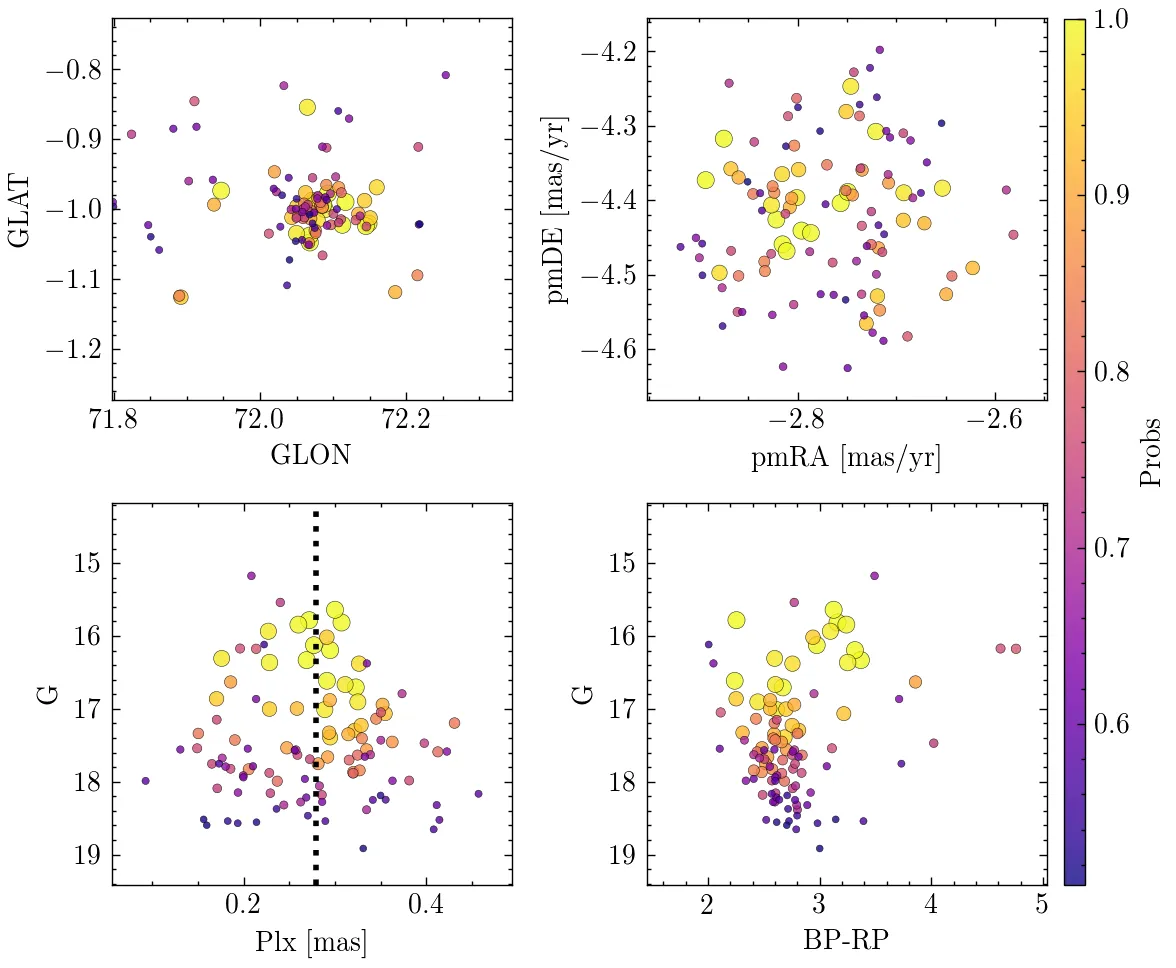 −0.8
−0.9
−1.0
−1.1
−1.2
GLAT
71.8 72.0 72.2
GLON
−4.2
−4.3
−4.4
−4.5
−4.6
pmDE [mas/yr]
−2.8 −2.6
pmRA [mas/yr]
15
16
17
18
19
G
0.2 0.4
Plx [mas]
15
16
17
18
19
G
2 3 4 5
BP-RP
1.0
0.9
0.8
0.7
0.6
Probs